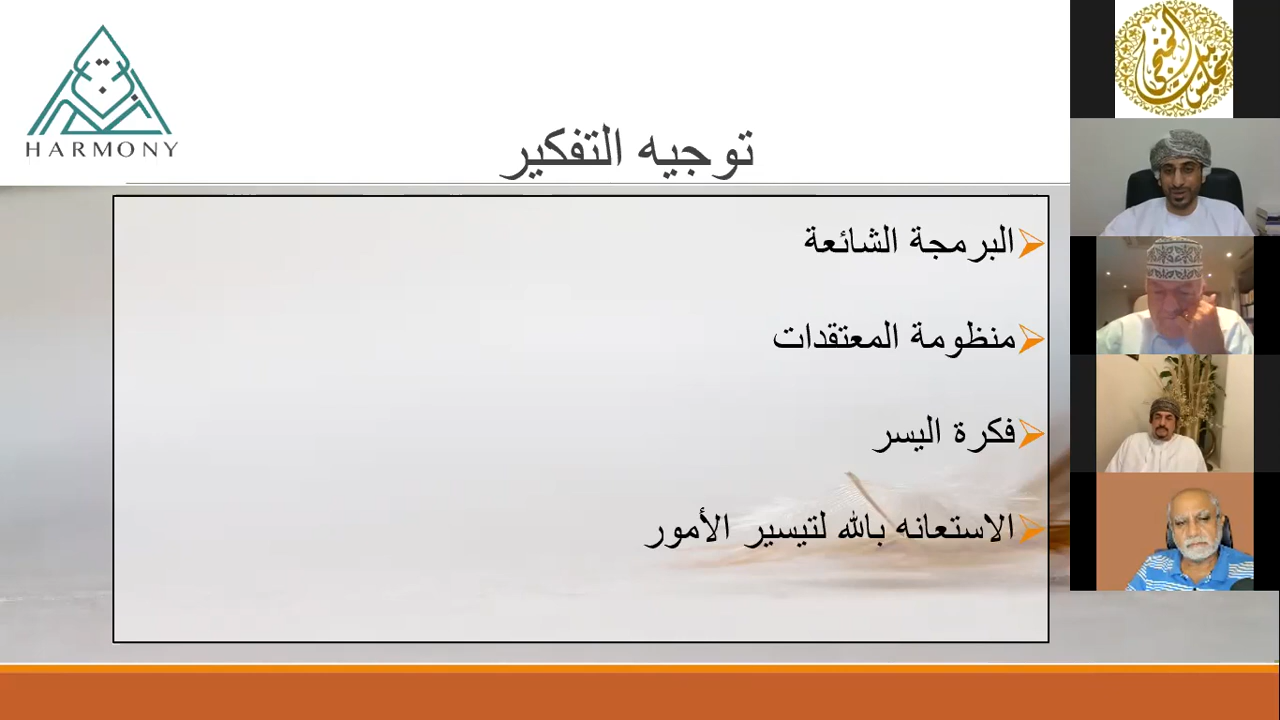 HARMONY
توجيه التفكير
البرمجة الشائعة
منظومة المعتقدات
فكرة اليسر
الاستعانه بالله لتيسير الأمور